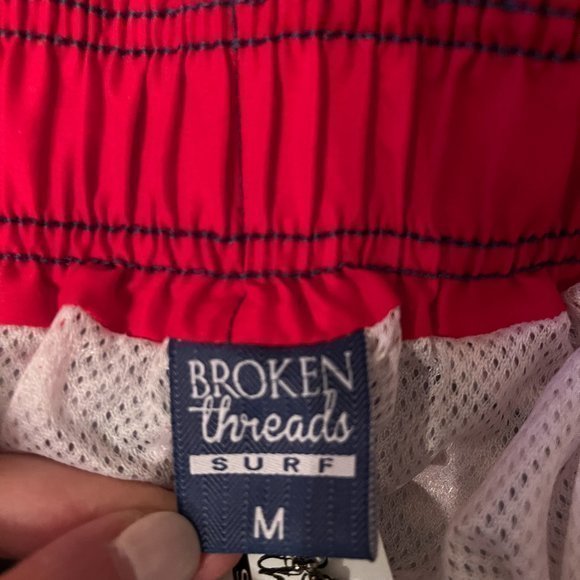 BROKEN
threads
SURF
M